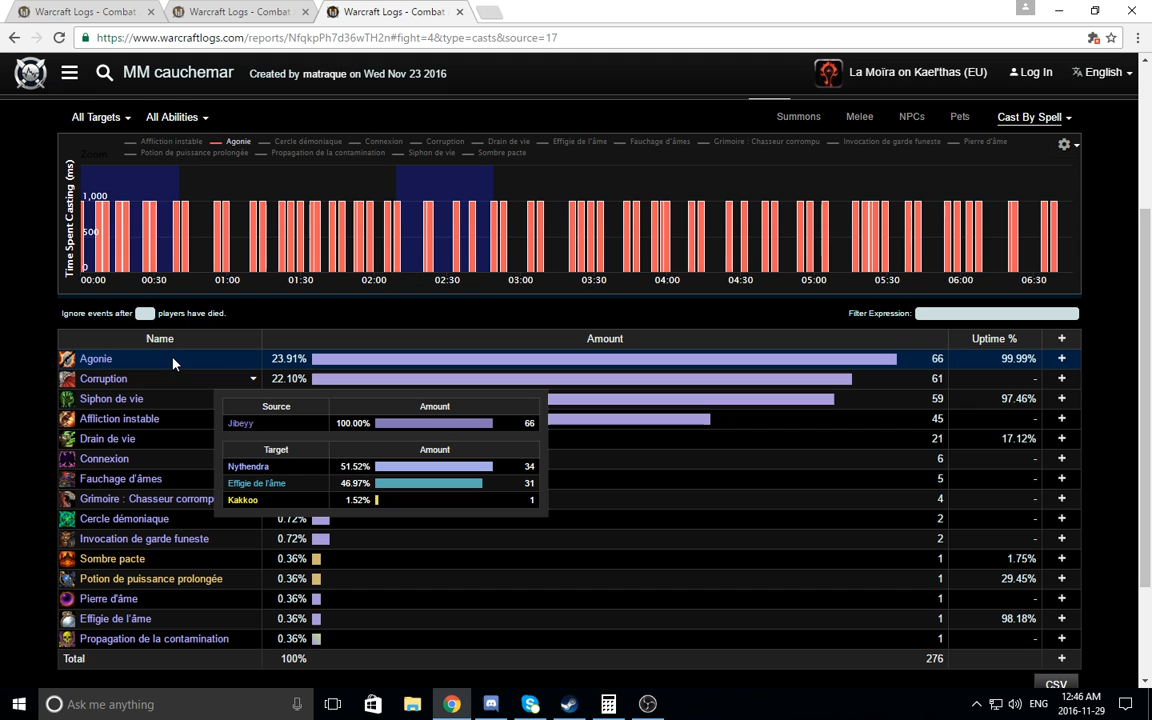 Warcraft Logs - Combat
Warcraft Logs - Combat
Warcraft Logs - Combat
https://www.warcraftlogs.com/reports/NfqkpPh7d36wTH2n#fight=4&type=casts&source=17
MM cauchemar Created by matraque on Wed Nov 23 2016
La Moïra on Kael'thas (EU) Log In English
All Targets All Abilities
Summons Melee NPCs Pets Cast By Spell
Affliction instable Agonie Cercle démoniaque Connexion Corruption Drain de vie Effigie de l'âme Fauchage d'âmes Grimoire : Chasseur corrompu Invocation de garde funeste Pierre d'âme
Zoom Potion de puissance prolongée Propagation de la contamination Siphon de vie Sombre pacte
Time Spent Casting (ms)
1,000
500
0
00:00 00:30 01:00 01:30 02:00 02:30 03:00 03:30 04:00 04:30 05:00 05:30 06:00 06:30
Ignore events after players have died. Filter Expression:
Name Amount Uptime % +
Agonie 23.91% 66 99.99% +
Corruption 22.10% 61 - +
Siphon de vie 59 97.46% +
Affliction instable 45 - +
Drain de vie 21 17.12% +
Connexion 6 - +
Fauchage d'âmes 5 - +
Grimoire : Chasseur corromp 4 - +
Source Amount
Jibeyy 100.00% 66
Target Amount
Nythendra 51.52% 34
Effigie de l'âme 46.97% 31
Kakkoo 1.52% 1
Cercle démoniaque 0.72% 2 - +
Invocation de garde funeste 0.72% 2 - +
Sombre pacte 0.36% 1 1.75% +
Potion de puissance prolongée 0.36% 1 29.45% +
Pierre d'âme 0.36% 1 - +
Effigie de l'âme 0.36% 1 98.18% +
Propagation de la contamination 0.36% 1 - +
Total 100% 276 +
CSV
Ask me anything
ENG
12:46 AM
2016-11-29